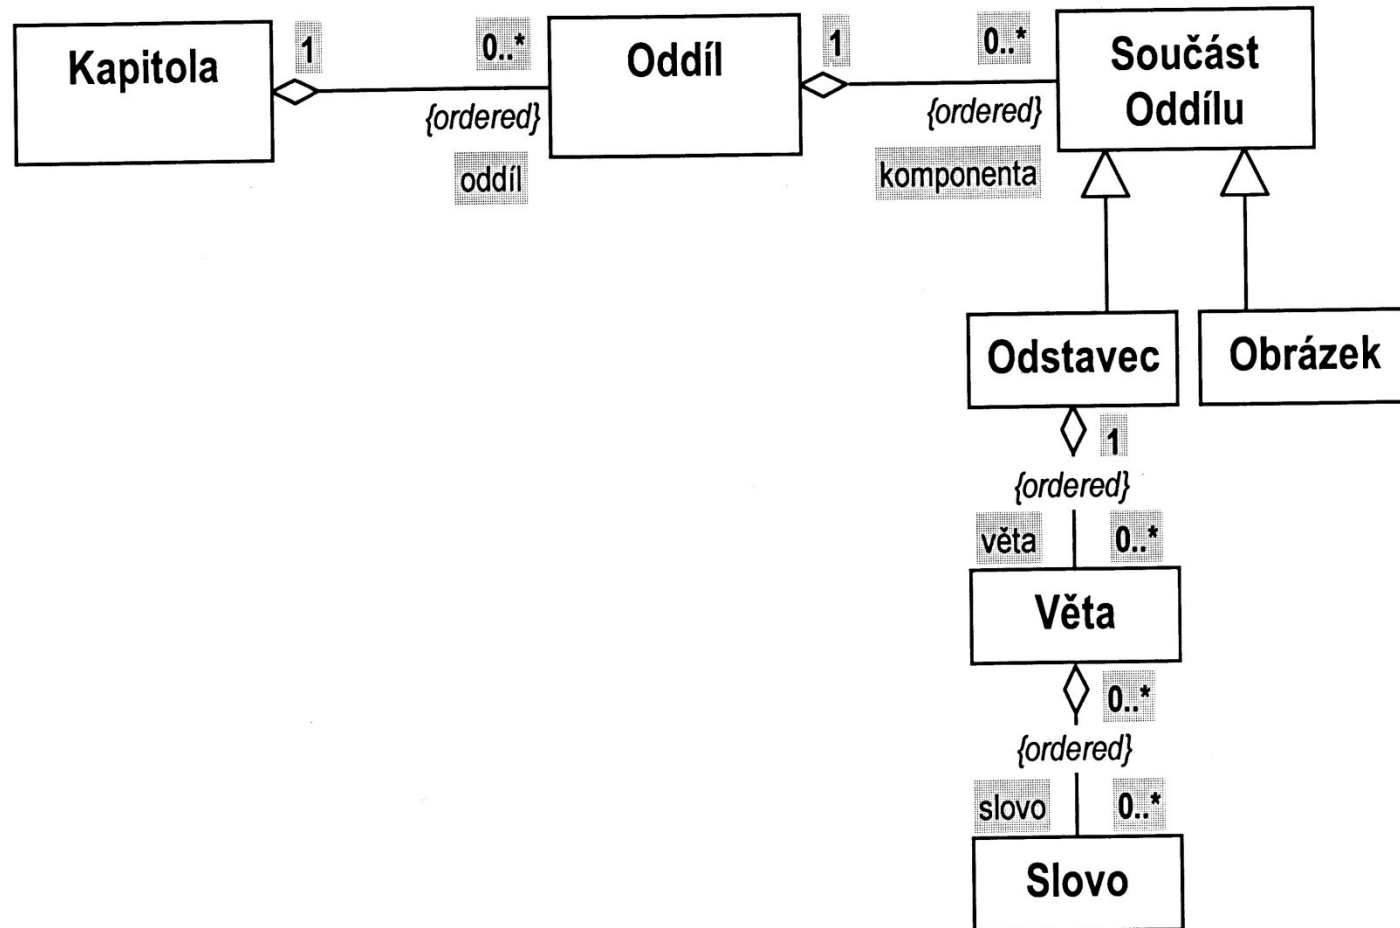 Kapitola
1
0..*
{ordered}
oddíl
Oddíl
1
0..*
{ordered}
komponenta
Součást
Oddílu
Odstavec
Obrázek
1
{ordered}
věta
0..*
Věta
0..*
{ordered}
slovo
0..*
Slovo